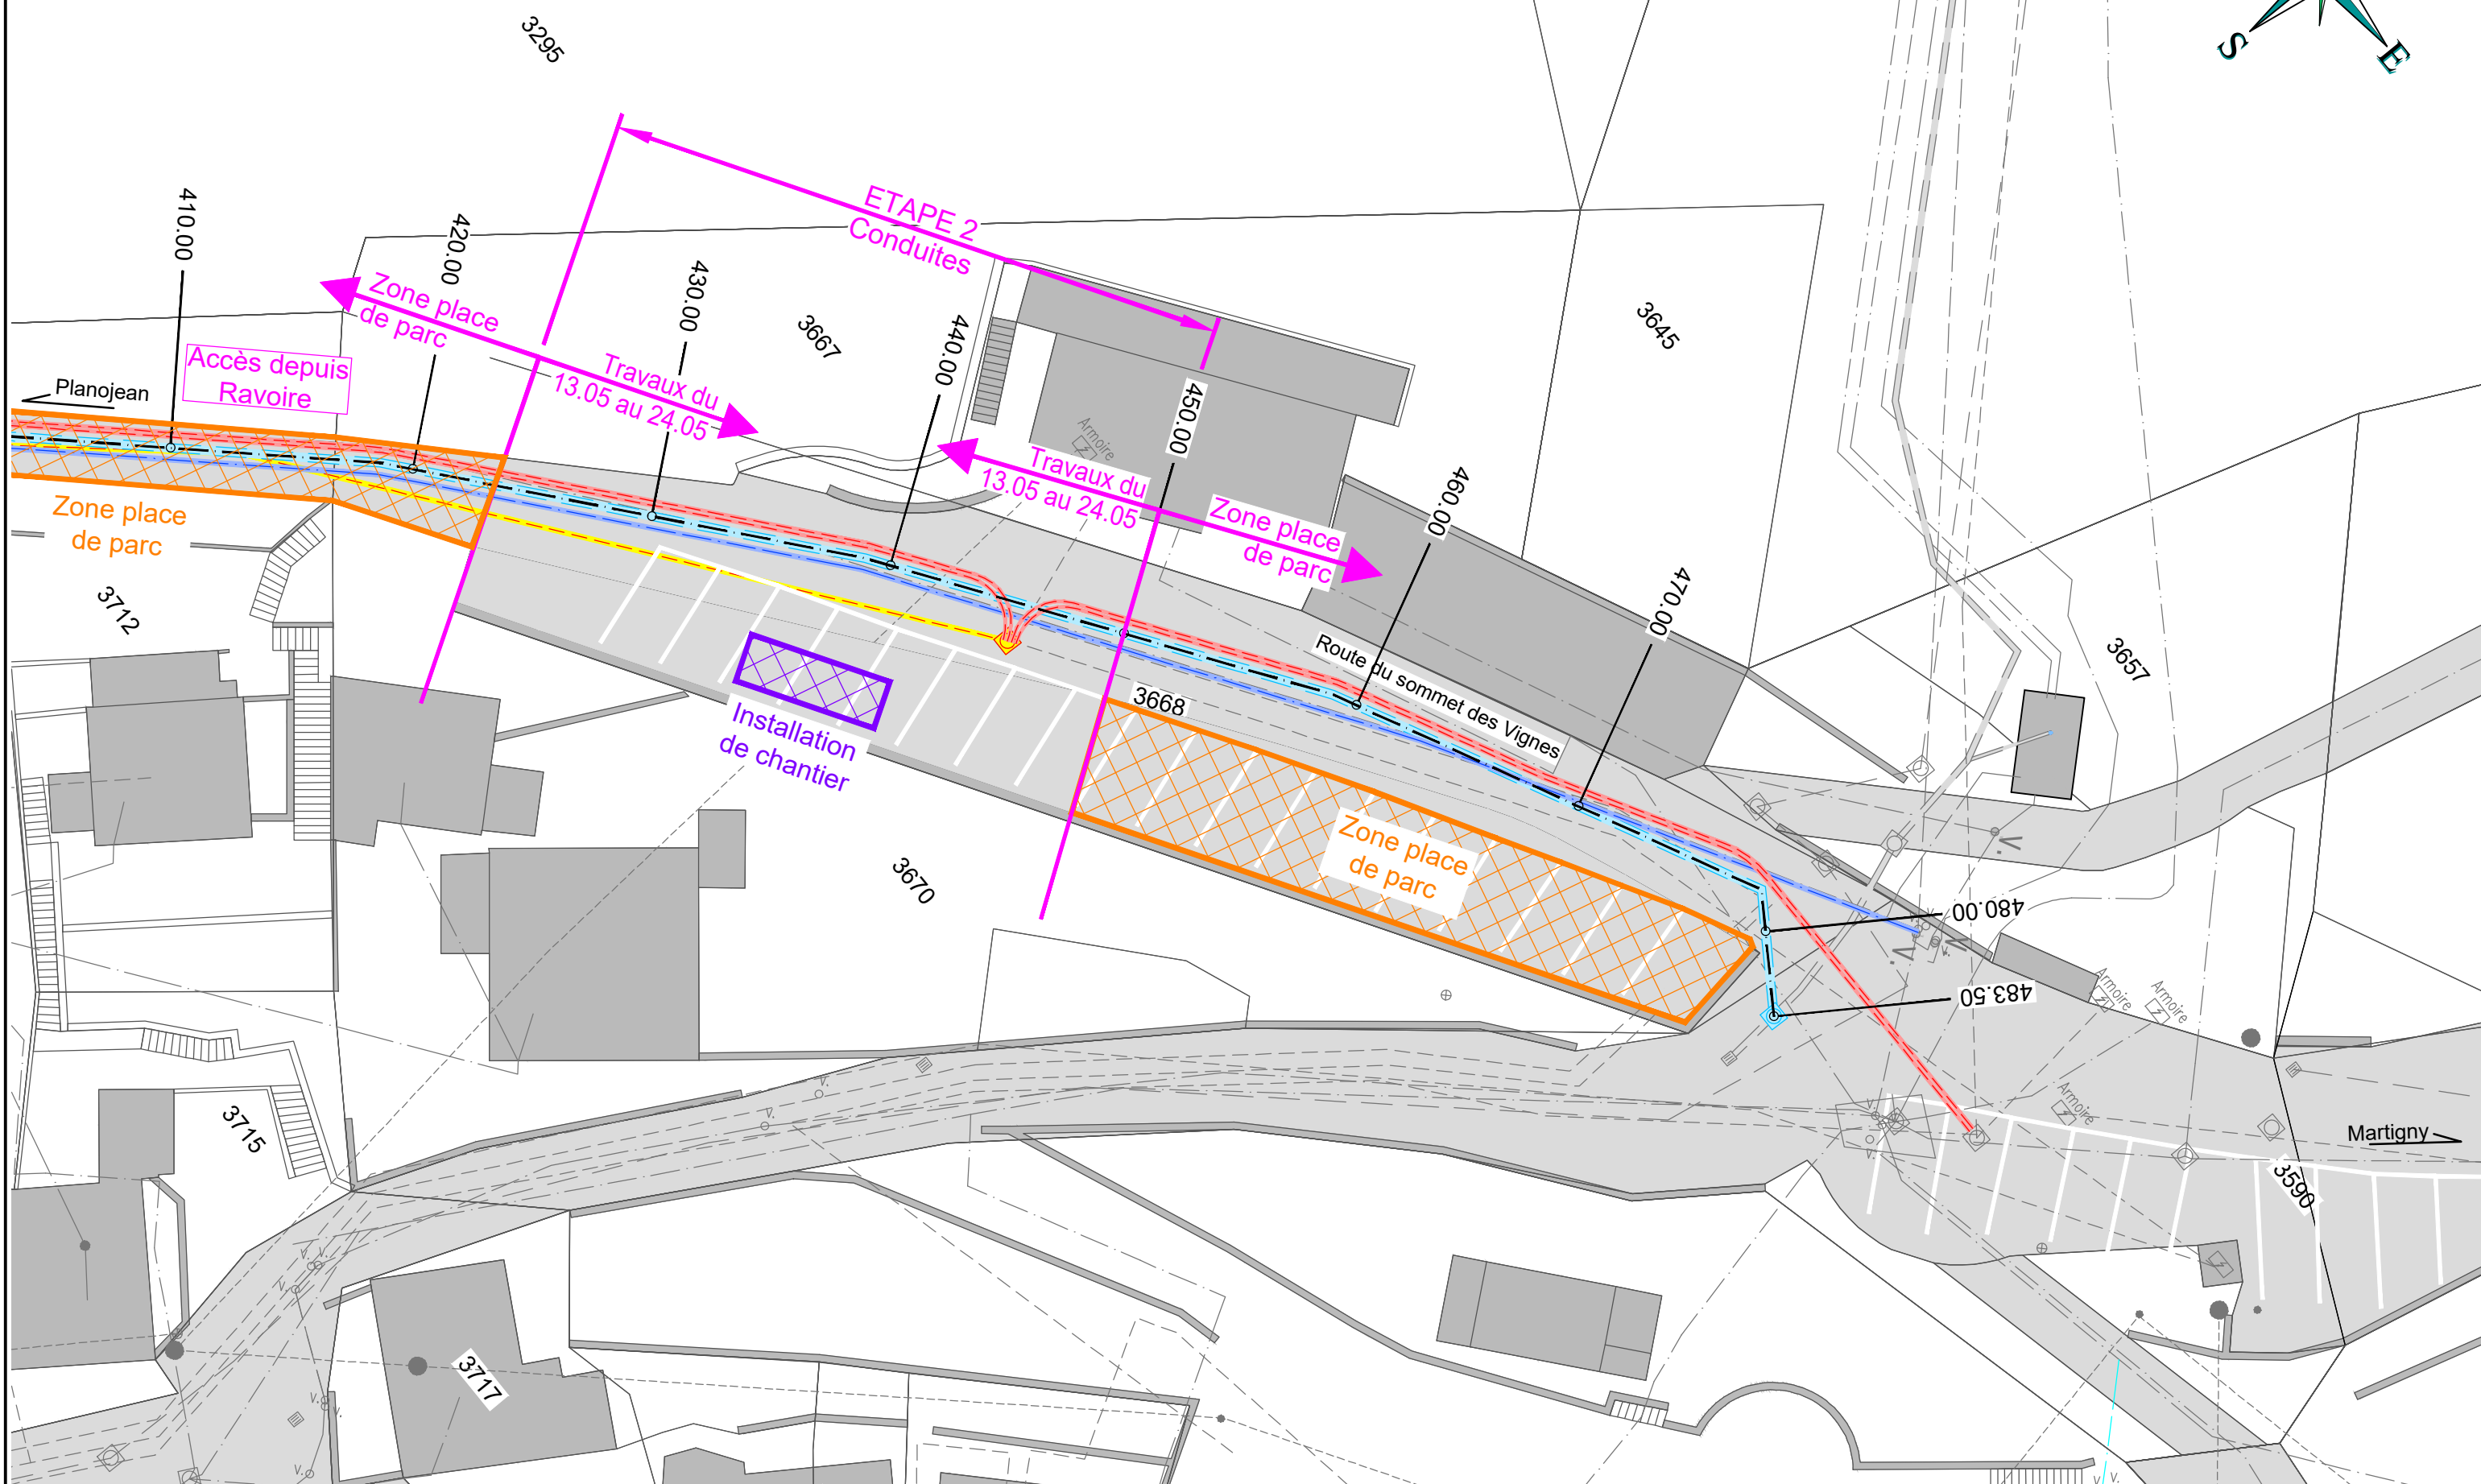 3295
S
E
410.00
420.00
430.00
440.00
450.00
460.00
470.00
480.00
483.50
ETAPE 2
Conduites
Zone place
de parc
Travaux du
13.05 au 24.05
Accès depuis
Ravoire
Planojean
3667
3645
Armoire
Travaux du
13.05 au 24.05
Zone place
de parc
Zone place
de parc
3712
Route du sommet des Vignes
3657
3668
Installation
de chantier
Zone place
de parc
3670
V.
V.
V.
Armoire
Armoire
Armoire
Martigny
3590
3715
V.
V.
V.
V.
V.
V.
V.
V.
3717
V.
V.
V.
V.
V.